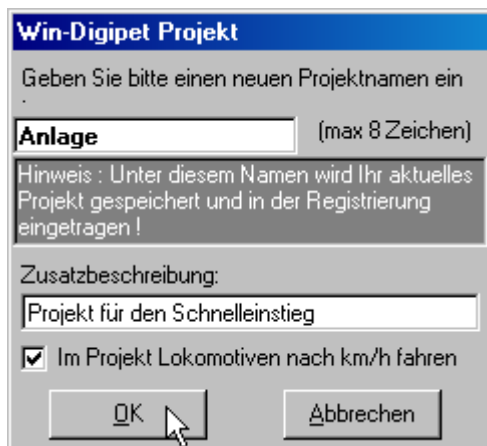 Win-Digipet Projekt
Geben Sie bitte einen neuen Projektnamen ein
.
Anlage (max 8 Zeichen)
Hinweis : Unter diesem Namen wird Ihr aktuelles
Projekt gespeichert und in der Registrierung
eingetragen !
Zusatzbeschreibung:
Projekt für den Schnelleinstieg
Im Projekt Lokomotiven nach km/h fahren
OK Abbrechen